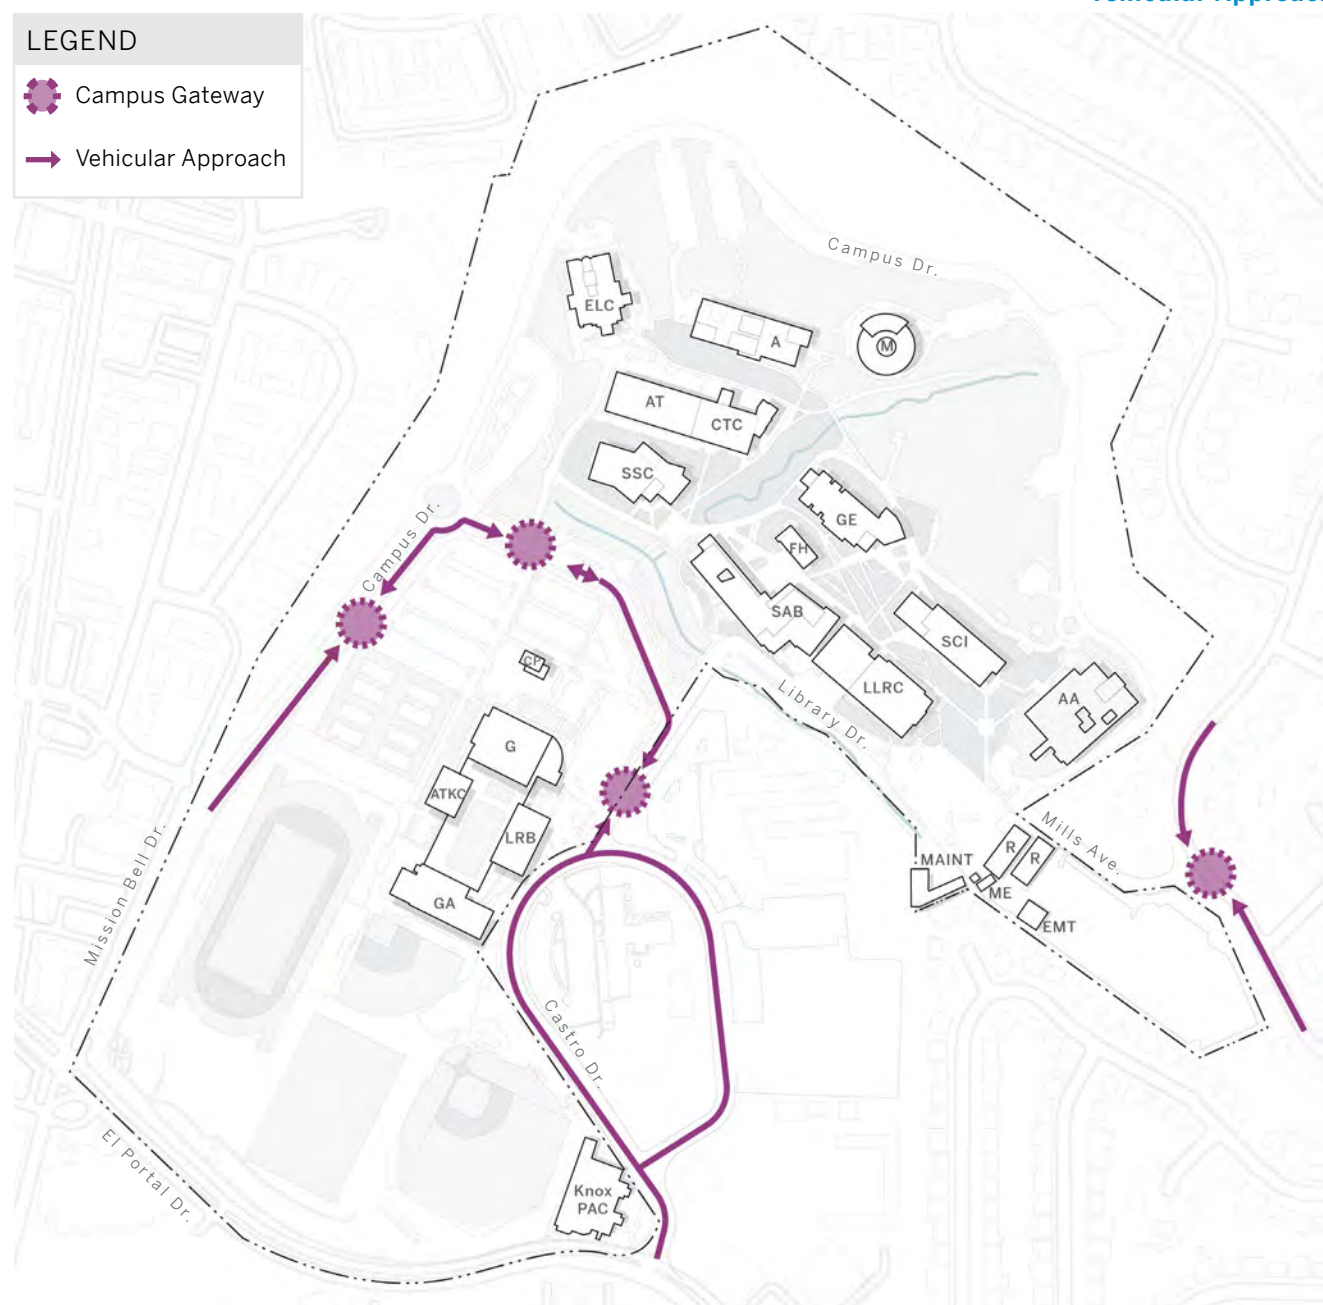 LEGEND
Campus Gateway
Vehicular Approach
Campus Dr.
ELC
A
M
AT
CTC
SSC
GE
FH
Campus Dr.
SAB
SCI
CP
LLRC
AA
Library Dr.
G
ATKC
LRB
GA
Mission Bell Dr.
Mills Ave.
MAINT
R
R
ME
EMT
Castro Dr.
El Portal Dr.
Knox
PAC